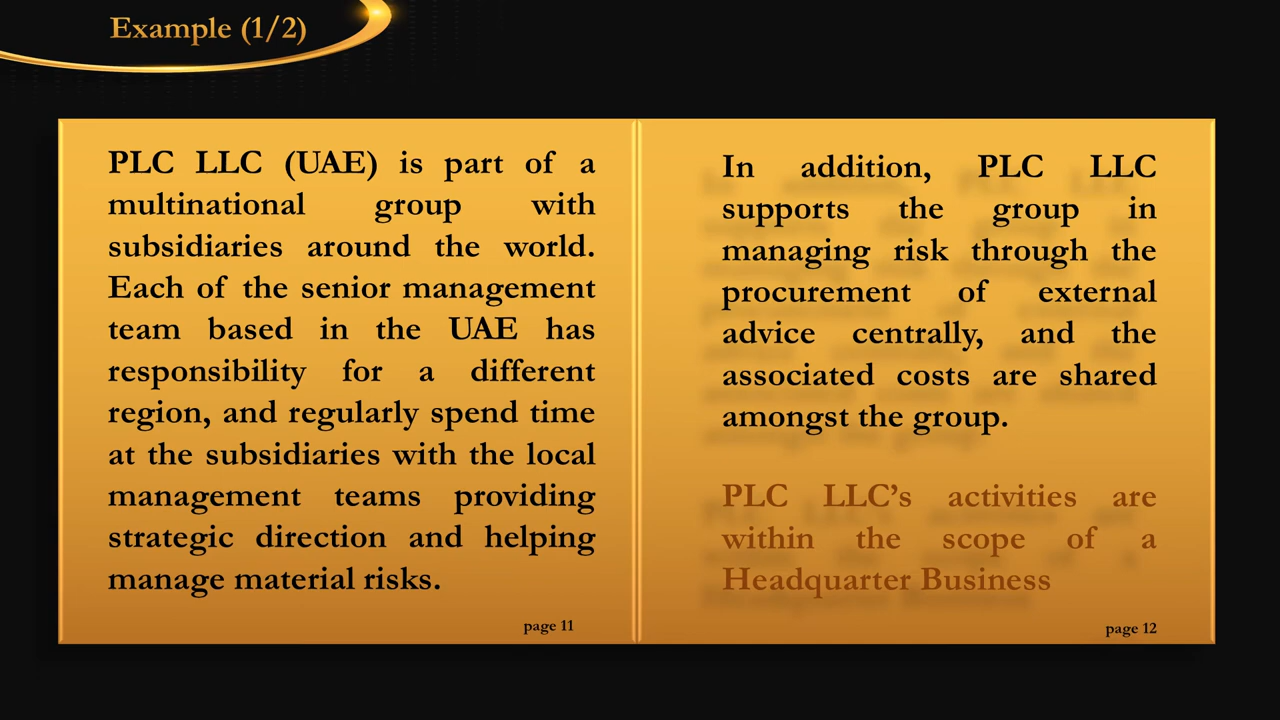 Example (1/2)
PLC LLC (UAE) is part of a
multinational group with
subsidiaries around the world.
Each of the senior management
team based in the UAE has
responsibility for a different
region, and regularly spend time
at the subsidiaries with the local
management teams providing
strategic direction and helping
manage material risks.
page 11
In addition, PLC LLC
supports the group in
managing risk through the
procurement of external
advice centrally, and the
associated costs are shared
amongst the group.
PLC LLC’s activities are
within the scope of a
Headquarter Business
page 12